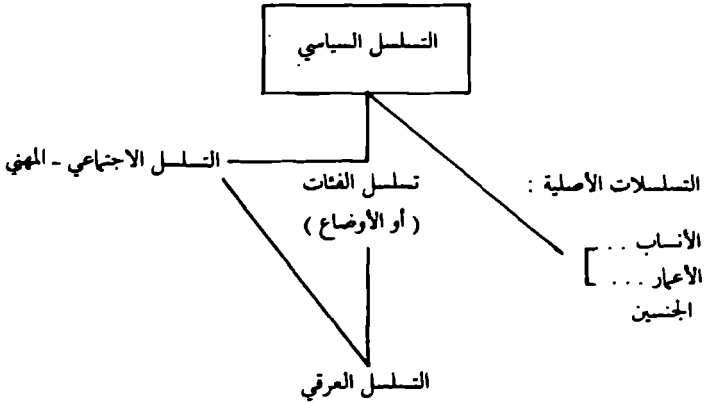 التسلسل السياسي
التسلسل الاجتماعي - المهني
تسلسل الفئات
( أو الأوضاع )
التسلسلات الأصلية :
الأنساب ...
الأعمار ...
الجنسين
التسلسل العرقي